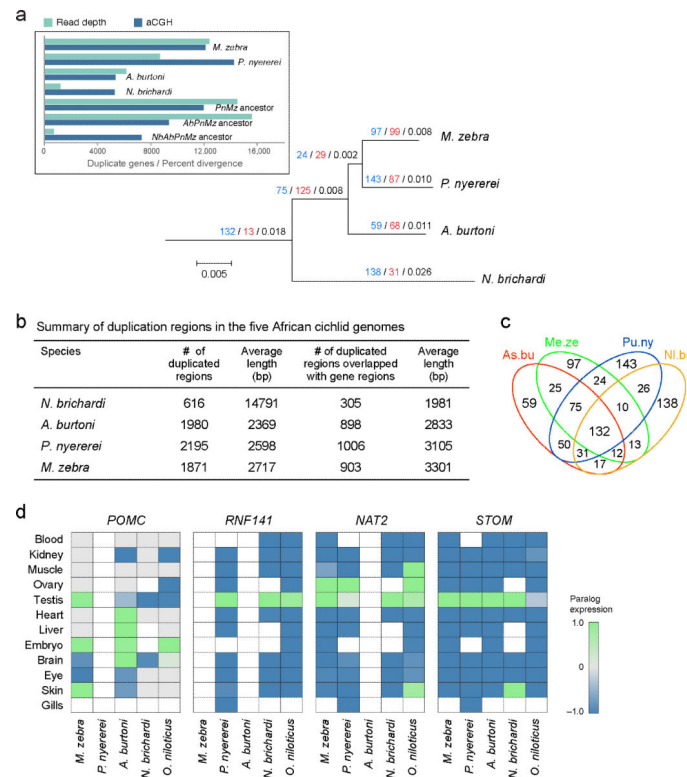 a
Read depth aCGH
M. zebra
P. nyererei
A. burtoni
N. brichardi
PnMz ancestor
AbPnMz ancestor
NbAbPnMz ancestor
0 4000 8000 12,000 16,000
Duplicate genes / Percent divergence
97 / 99 / 0.008
M. zebra
24 / 29 / 0.002
143 / 87 / 0.010
P. nyererei
75 / 125 / 0.008
59 / 68 / 0.011
A. burtoni
132 / 13 / 0.018
138 / 31 / 0.026
N. brichardi
0.005
b Summary of duplication regions in the five African cichlid genomes
Species # of duplicated regions Average length (bp) # of duplicated regions overlapped with gene regions Average length (bp)
N. brichardi 616 14791 305 1981
A. burtoni 1980 2369 898 2833
P. nyererei 2195 2598 1006 3105
M. zebra 1871 2717 903 3301
c
As.bu Me.ze Pu.ny Nl.b
97 143
25 24 26
59 75 10 138
132
50 31 12 13
17
d
POMC RNF141 NAT2 STOM
Blood
Kidney
Muscle
Ovary
Testis
Heart
Liver
Embryo
Brain
Eye
Skin
Gills
Paralog
expression
1.0
0
−1.0
M. zebra P. nyererei A. burtoni N. brichardi O. niloticus
M. zebra P. nyererei A. burtoni N. brichardi O. niloticus
M. zebra P. nyererei A. burtoni N. brichardi O. niloticus
M. zebra P. nyererei A. burtoni N. brichardi O. niloticus